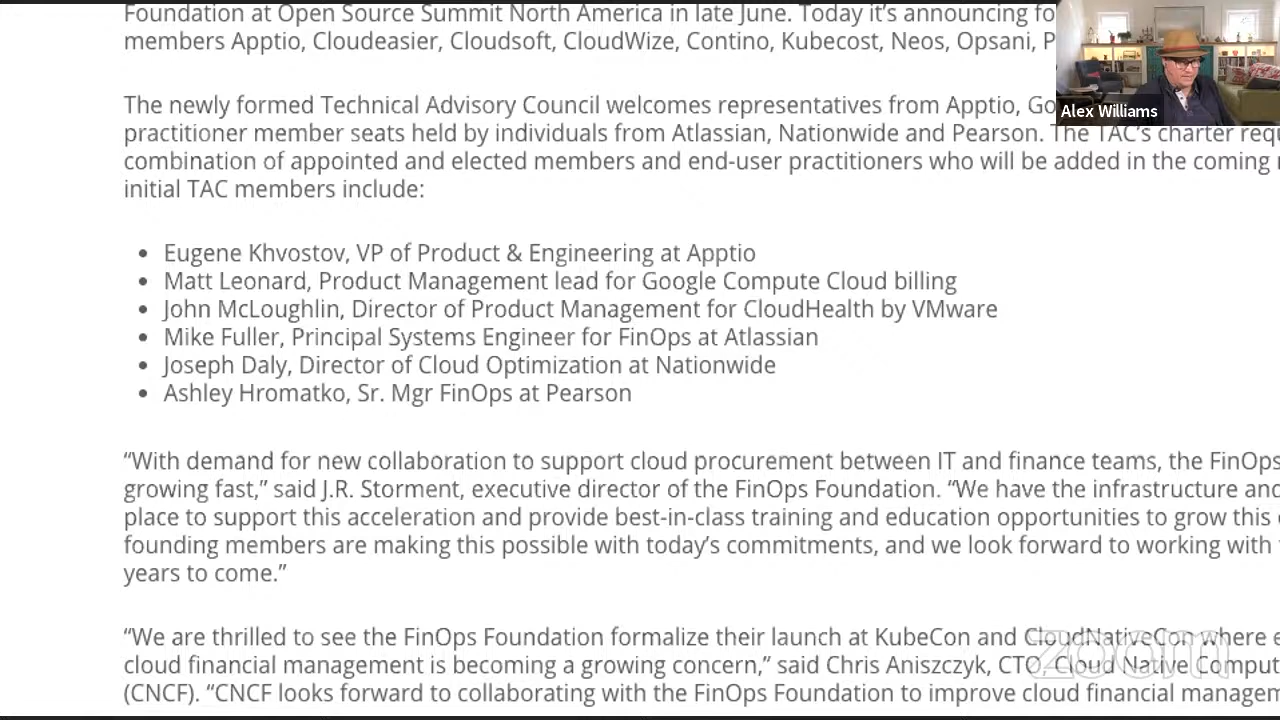 Foundation at Open Source Summit North America in late June. Today it’s announcing fo
members Apptio, Cloudeasier, Cloudsoft, CloudWize, Contino, Kubecost, Neos, Opsani, P
Alex Williams
The newly formed Technical Advisory Council welcomes representatives from Apptio, Go
practitioner member seats held by individuals from Atlassian, Nationwide and Pearson. The TAC’s charter requ
combination of appointed and elected members and end-user practitioners who will be added in the coming
initial TAC members include:
• Eugene Khvostov, VP of Product & Engineering at Apptio
• Matt Leonard, Product Management lead for Google Compute Cloud billing
• John McLoughlin, Director of Product Management for CloudHealth by VMware
• Mike Fuller, Principal Systems Engineer for FinOps at Atlassian
• Joseph Daly, Director of Cloud Optimization at Nationwide
• Ashley Hromatko, Sr. Mgr FinOps at Pearson
“With demand for new collaboration to support cloud procurement between IT and finance teams, the FinOps
growing fast,” said J.R. Storment, executive director of the FinOps Foundation. “We have the infrastructure and
place to support this acceleration and provide best-in-class training and education opportunities to grow this
founding members are making this possible with today’s commitments, and we look forward to working with
years to come.”
“We are thrilled to see the FinOps Foundation formalize their launch at KubeCon and CloudNativeCon where e
cloud financial management is becoming a growing concern,” said Chris Aniszczyk, CTO, Cloud Native Comput
(CNCF). “CNCF looks forward to collaborating with the FinOps Foundation to improve cloud financial managem
zoom